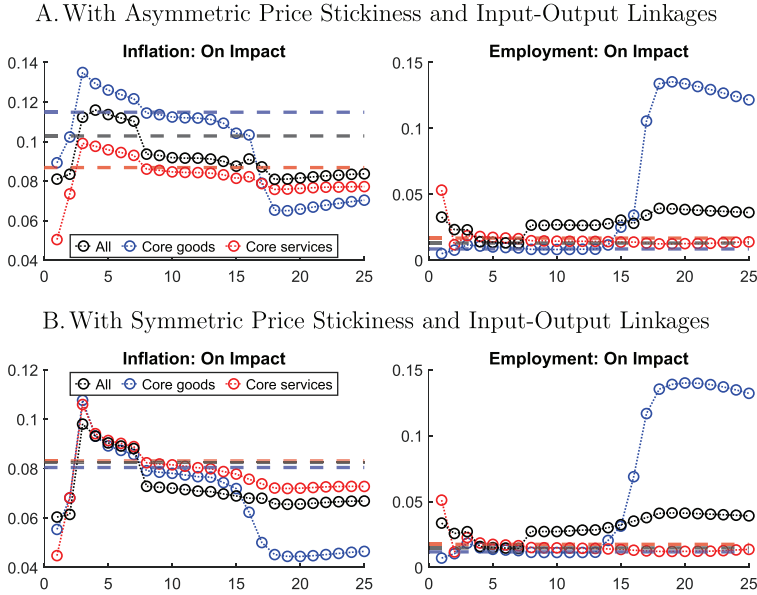 A. With Asymmetric Price Stickiness and Input-Output Linkages
Inflation: On Impact
0.14
0.12
0.1
0.08
0.06
0.04
0 5 10 15 20 25
All Core goods Core services
Employment: On Impact
0.15
0.1
0.05
0
0 5 10 15 20 25
B. With Symmetric Price Stickiness and Input-Output Linkages
Inflation: On Impact
0.12
0.1
0.08
0.06
0.04
0 5 10 15 20 25
All Core goods Core services
Employment: On Impact
0.15
0.1
0.05
0
0 5 10 15 20 25